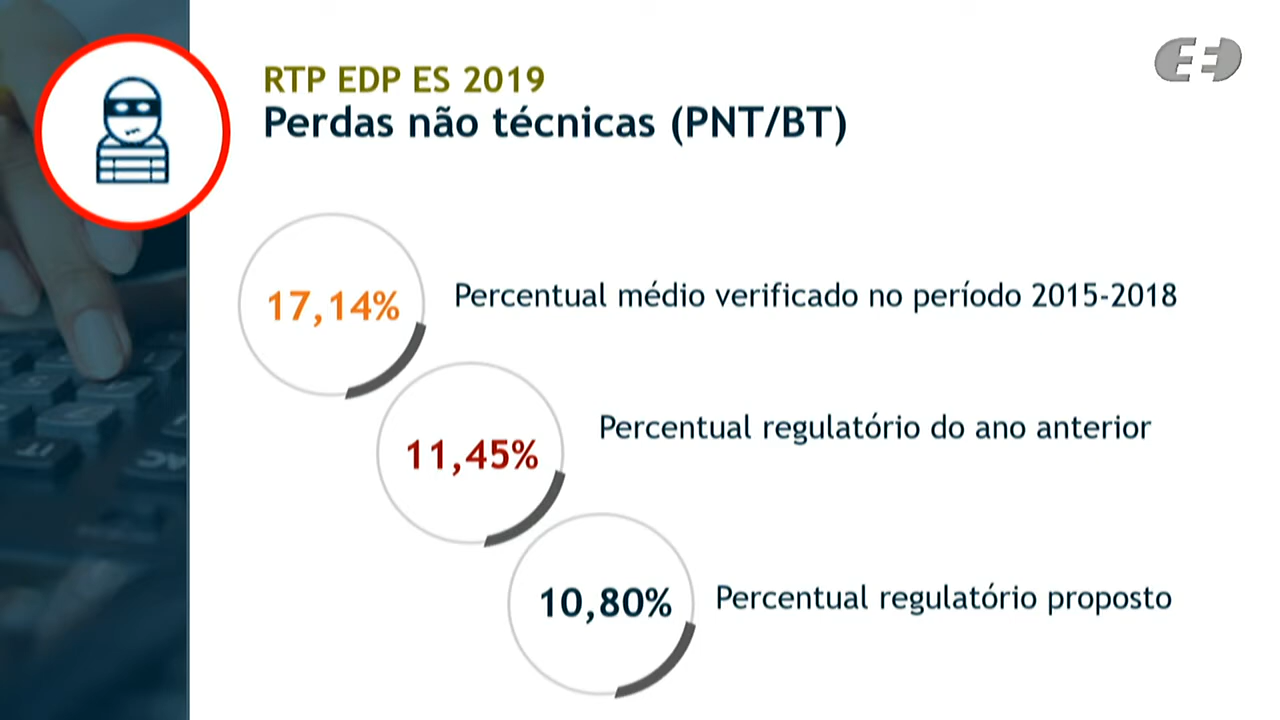 RTP EDP ES 2019
Perdas não técnicas (PNT/BT)
17,14%
Percentual médio verificado no período 2015-2018
11,45%
Percentual regulatório do ano anterior
10,80%
Percentual regulatório proposto